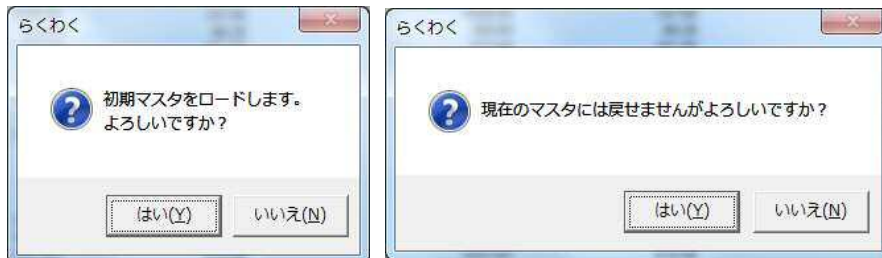 らくわく
初期マスタをロードします。
よろしいですか？
はい(Y)
いいえ(N)
らくわく
現在のマスタには戻せませんがよろしいですか？
はい(Y)
いいえ(N)